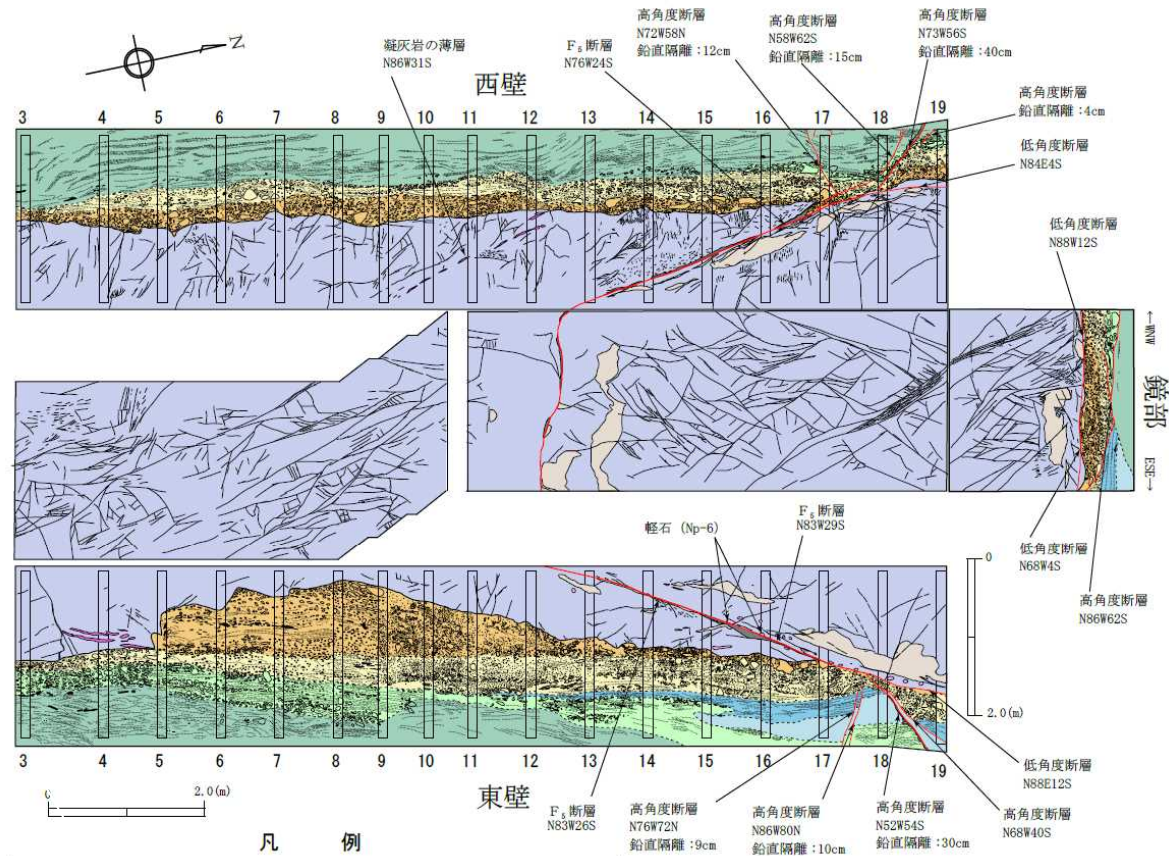 N
凝灰岩の薄層
N86W31S
西壁
F₅断層
N76W24S
高角度断層
N72W58N
鉛直隔離:12cm
高角度断層
N58W62S
鉛直隔離:15cm
高角度断層
N73W56S
鉛直隔離:40cm
高角度断層
鉛直隔離:4cm
低角度断層
N84E4S
3 4 5 6 7 8 9 10 11 12 13 14 15 16 17 18 19
低角度断層
N88W12S
←WNW
鏡部
ESE→
軽石 (Np-6)
F₅断層
N83W29S
低角度断層
N68W4S
高角度断層
N86W62S
0
2.0(m)
3 4 5 6 7 8 9 10 11 12 13 14 15 16 17 18 19
0 2.0(m)
東壁
F₅断層
N83W26S
高角度断層
N76W72N
鉛直隔離:9cm
高角度断層
N86W80N
鉛直隔離:10cm
高角度断層
N52W54S
鉛直隔離:30cm
高角度断層
N68W40S
低角度断層
N88E12S
凡 例